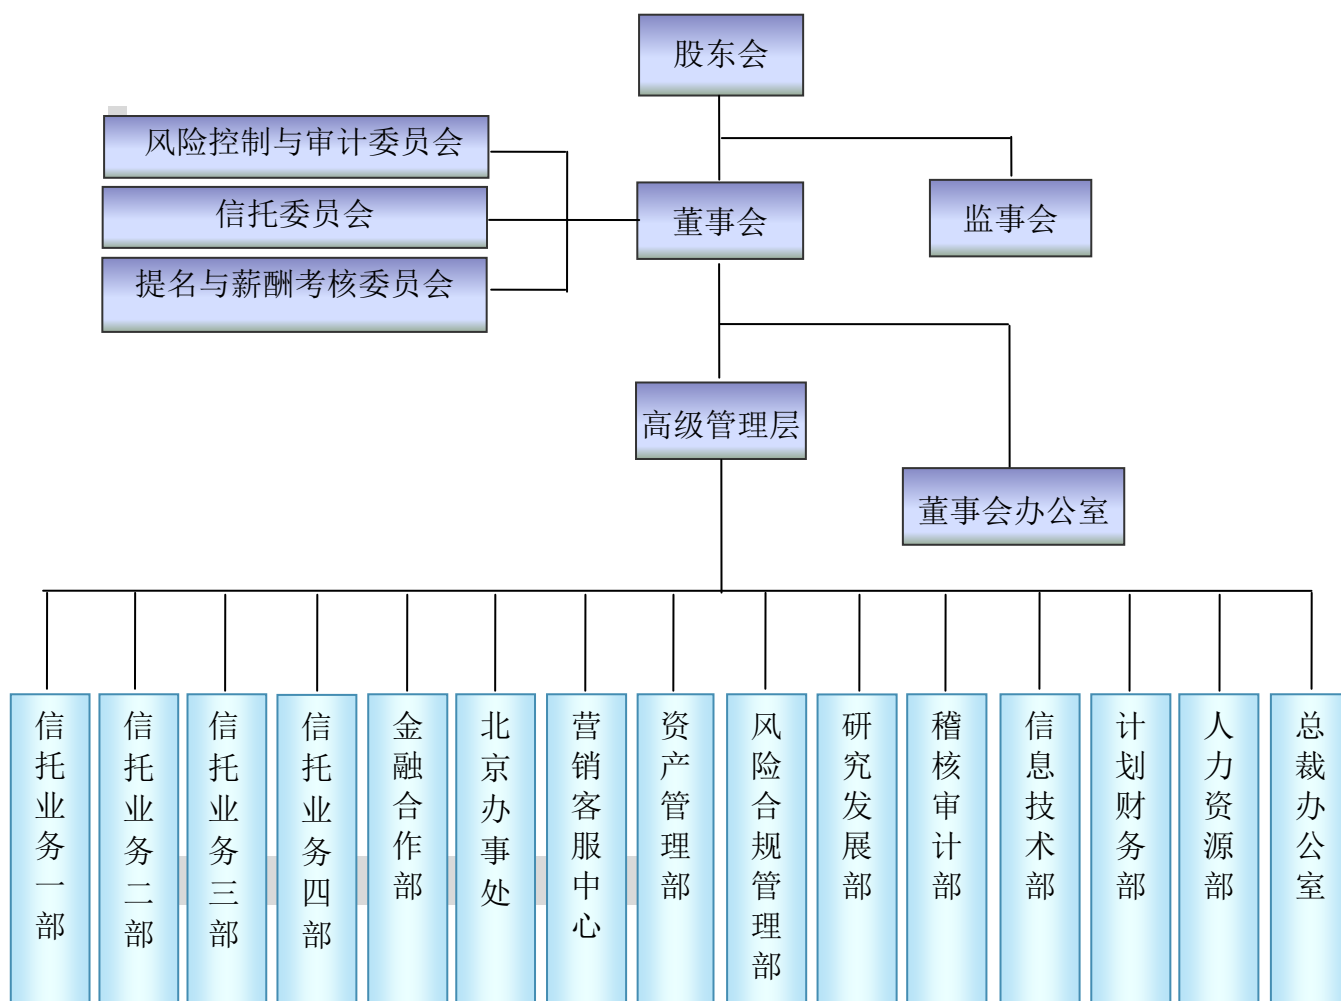 股东会
风险控制与审计委员会
信托委员会
提名与薪酬考核委员会
董事会
监事会
高级管理层
董事会办公室
信托业务一部
信托业务二部
信托业务三部
信托业务四部
金融合作部
北京办事处
营销客服中心
资产管理部
风险合规管理部
研究发展部
稽核审计部
信息技术部
计划财务部
人力资源部
总裁办公室